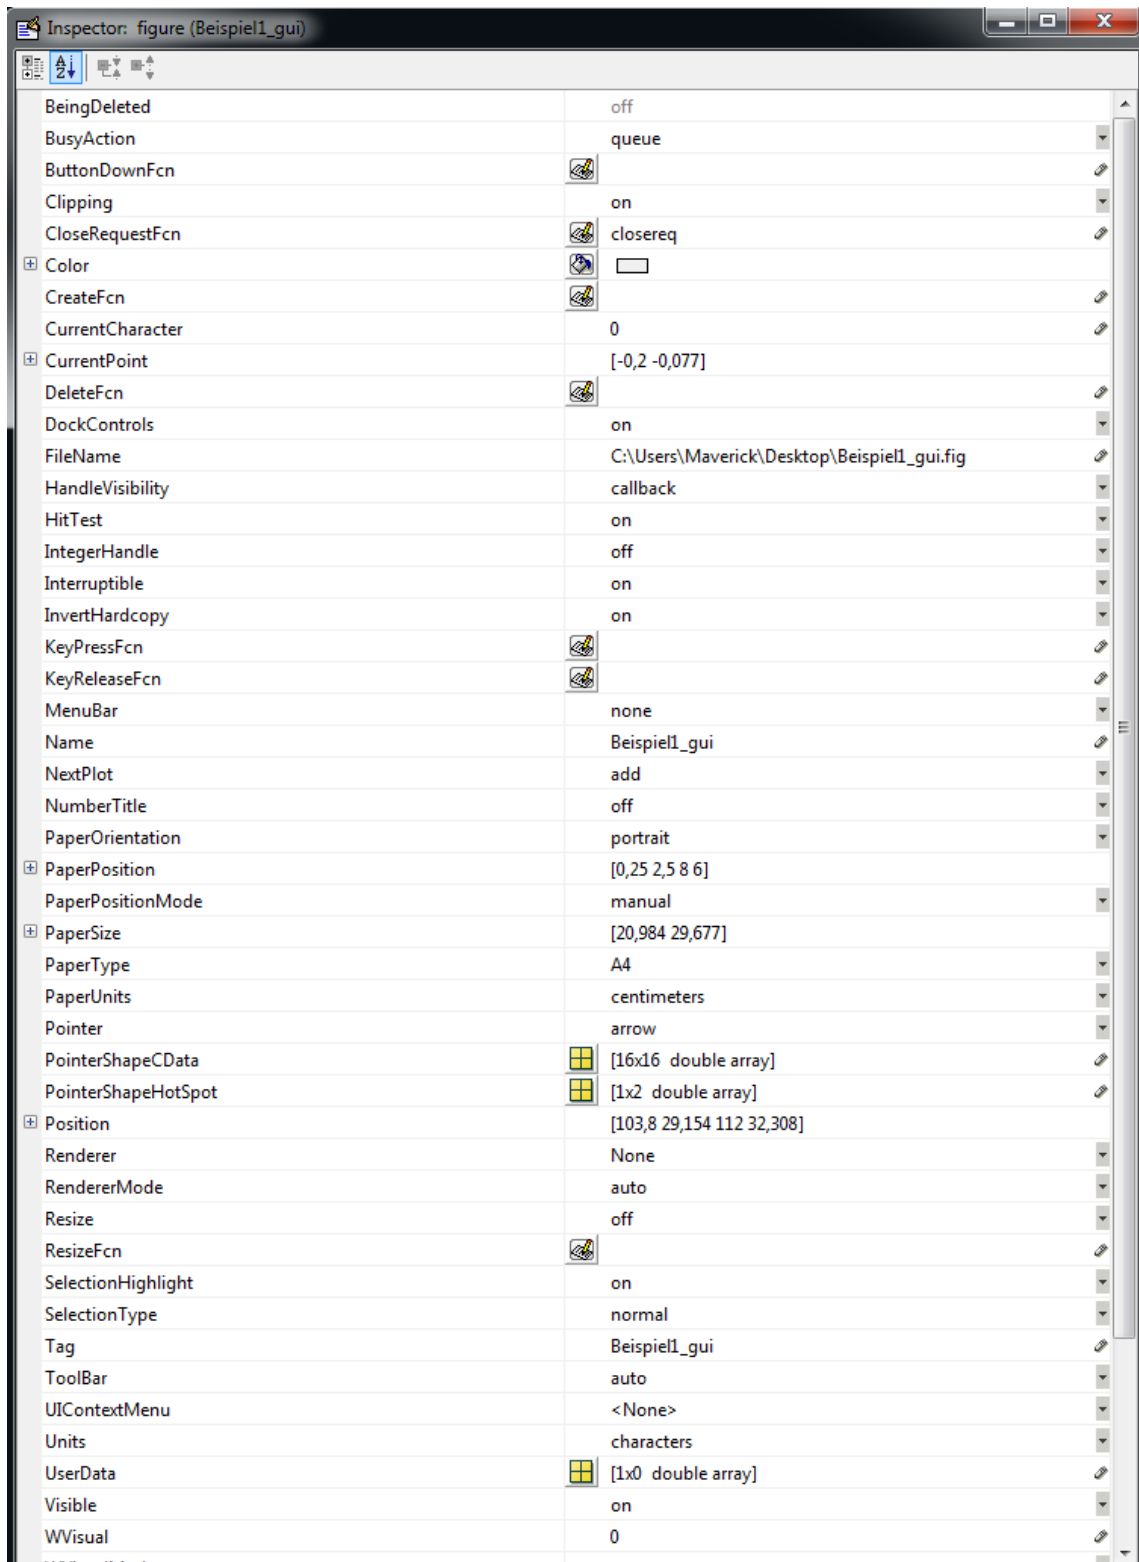 Inspector: figure (Beispiel1_gui)
BeingDeleted off
BusyAction queue
ButtonDownFcn
Clipping on
CloseRequestFcn closereq
Color
CreateFcn
CurrentCharacter 0
CurrentPoint [-0,2 -0,077]
DeleteFcn
DockControls on
FileName C:\Users\Maverick\Desktop\Beispiel1_gui.fig
HandleVisibility callback
HitTest on
IntegerHandle off
Interruptible on
InvertHardcopy on
KeyPressFcn
KeyReleaseFcn
MenuBar none
Name Beispiel1_gui
NextPlot add
NumberTitle off
PaperOrientation portrait
PaperPosition [0,25 2,5 8 6]
PaperPositionMode manual
PaperSize [20,984 29,677]
PaperType A4
PaperUnits centimeters
Pointer arrow
PointerShapeCData [16x16 double array]
PointerShapeHotSpot [1x2 double array]
Position [103,8 29,154 112 32,308]
Renderer None
RendererMode auto
Resize off
ResizeFcn
SelectionHighlight on
SelectionType normal
Tag Beispiel1_gui
ToolBar auto
UIContextMenu <None>
Units characters
UserData [1x0 double array]
Visible on
WVisual 0